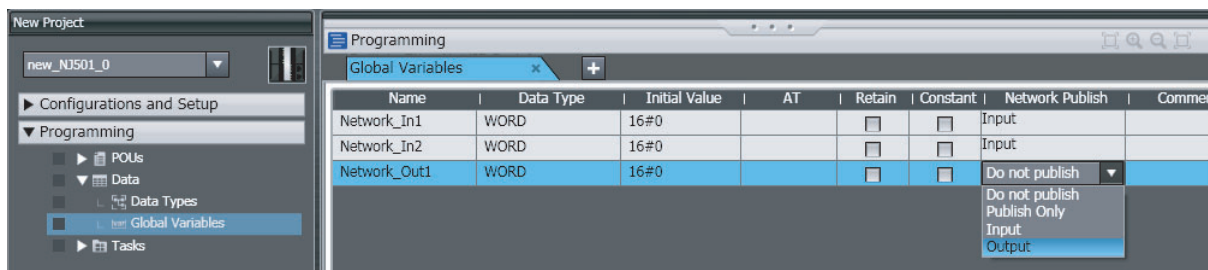 New Project
new_NJ501_0
Configurations and Setup
Programming
POUs
Data
Data Types
Global Variables
Tasks
Programming
Global Variables
Name Data Type Initial Value AT Retain Constant Network Publish Comme
Network_In1 WORD 16#0 Input
Network_In2 WORD 16#0 Input
Network_Out1 WORD 16#0 Do not publish
Do not publish
Publish Only
Input
Output